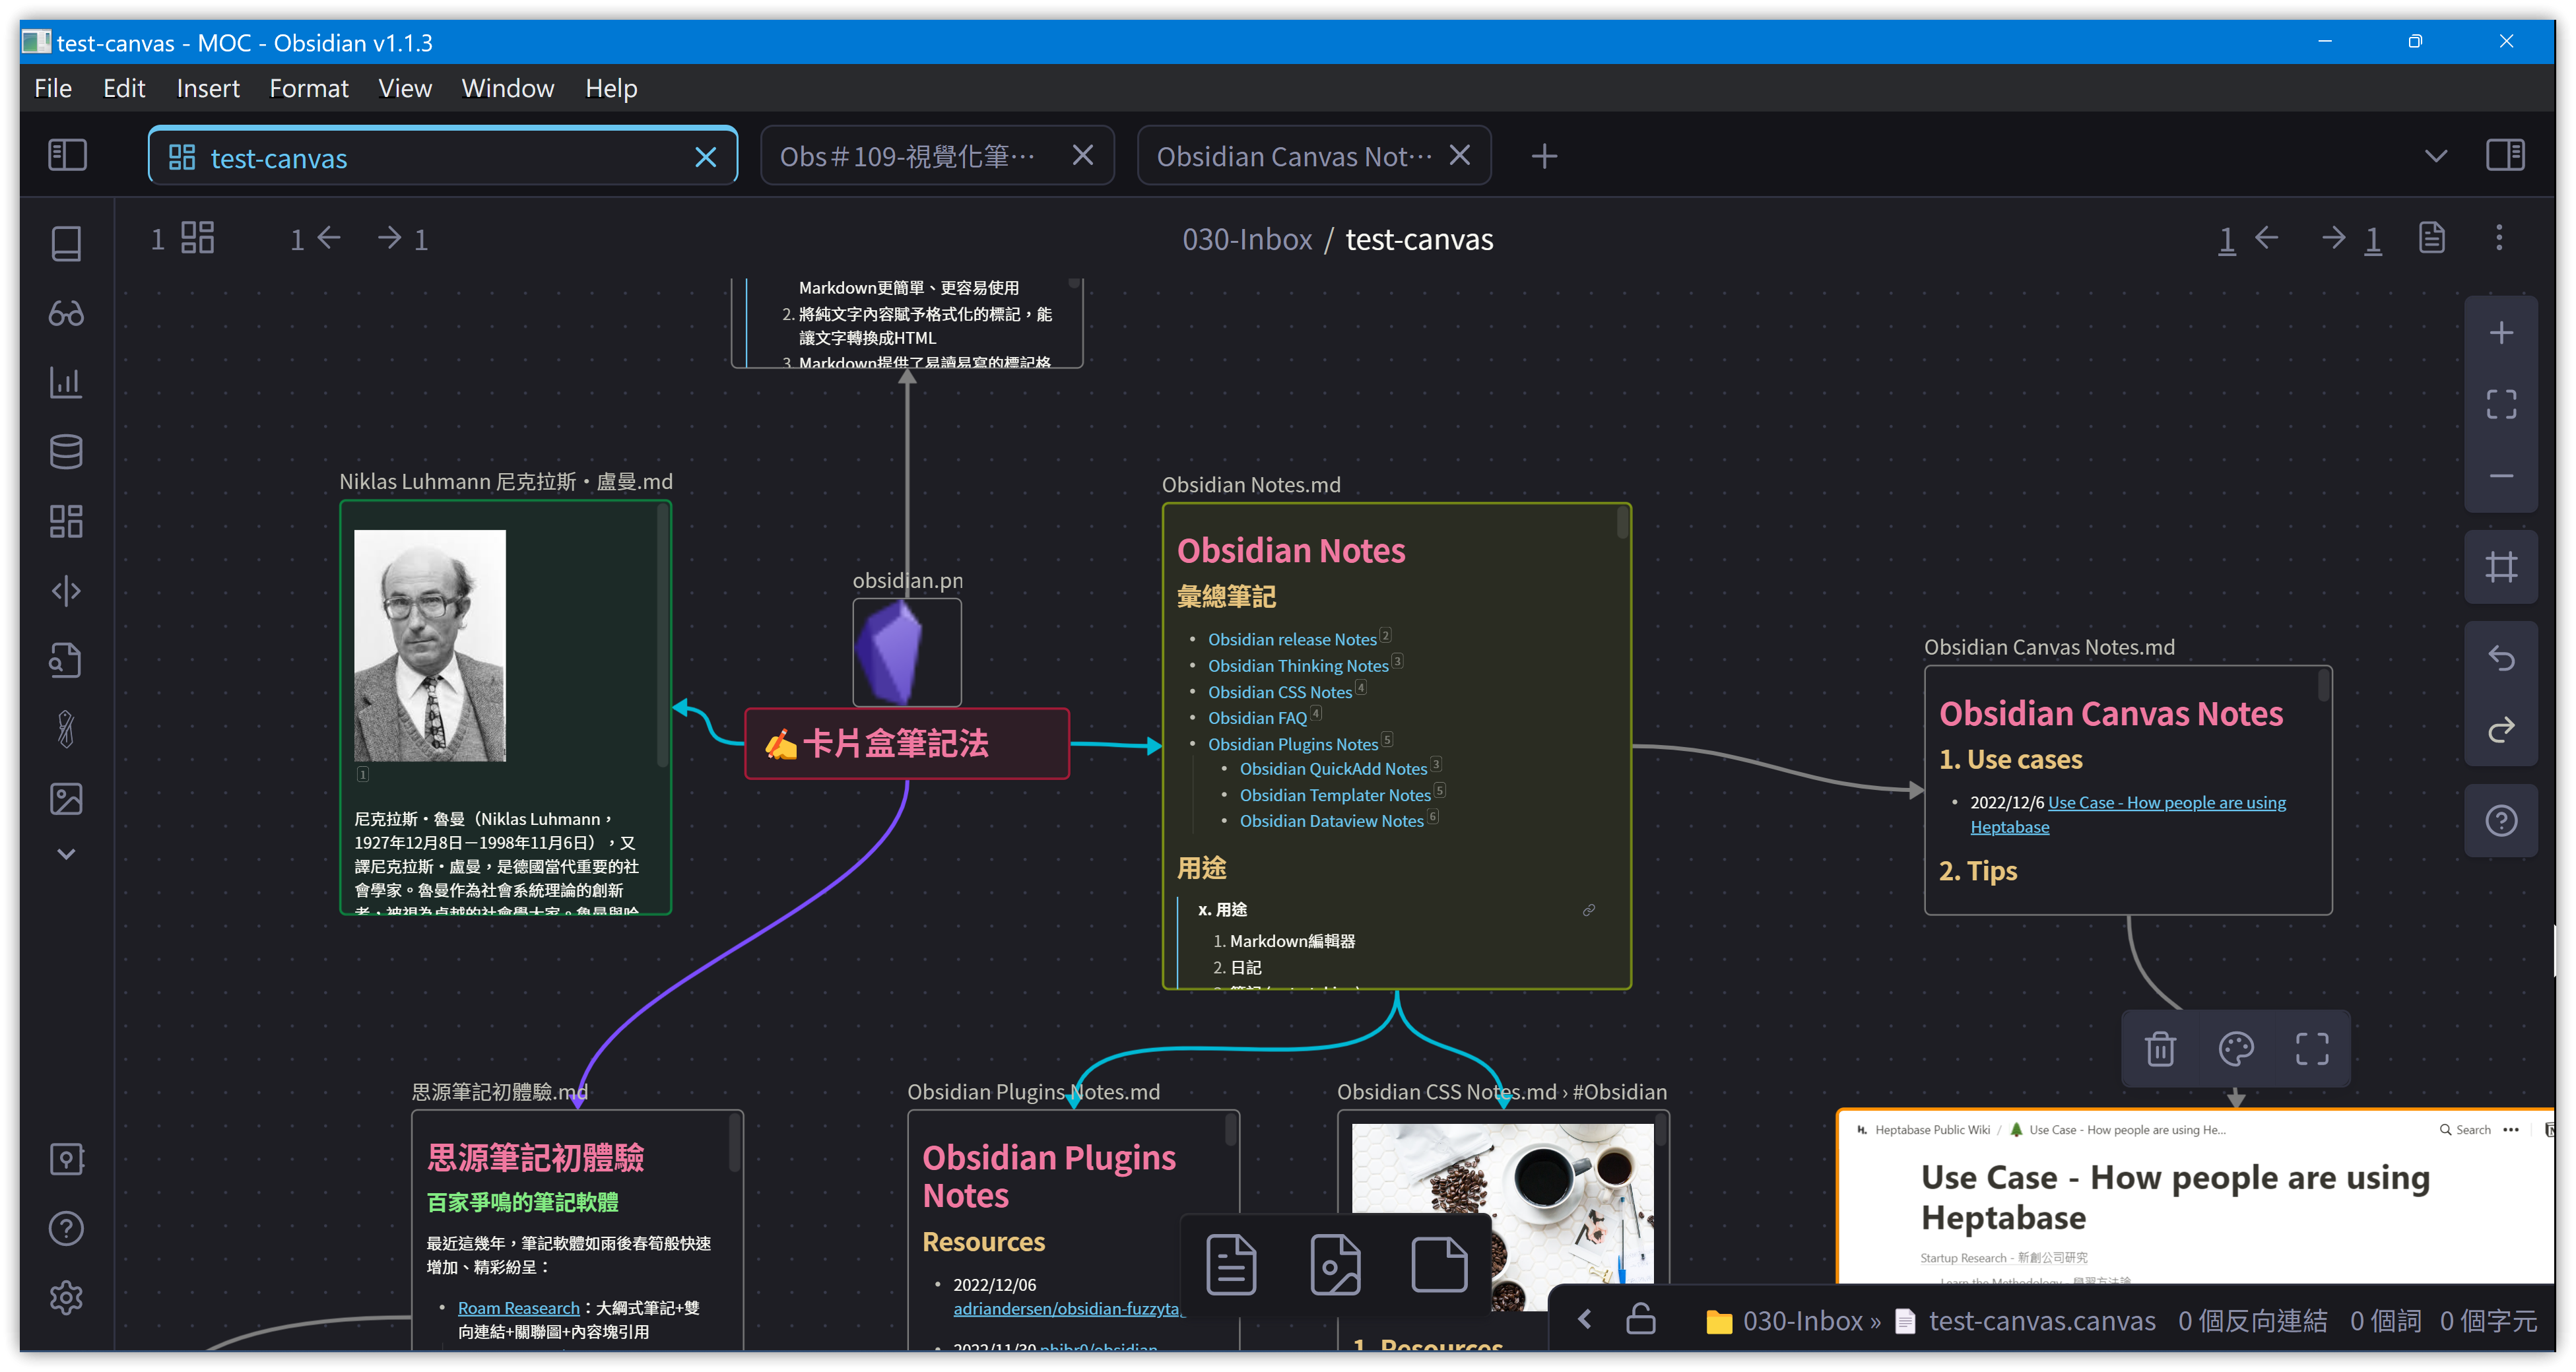 test-canvas - MOC - Obsidian v1.1.3
File Edit Insert Format View Window Help
test-canvas
Obs＃109-視覺化筆…
Obsidian Canvas Not…
1
1 ← → 1
030-Inbox / test-canvas
1 ← → 1
Markdown更簡單、更容易使用
2. 將純文字內容賦予格式化的標記，能
讓文字轉換成HTML
3. Markdown提供了易讀易寫的標記格
Niklas Luhmann 尼克拉斯・盧曼.md
1
尼克拉斯・魯曼（Niklas Luhmann，
1927年12月8日－1998年11月6日），又
譯尼克拉斯・盧曼，是德國當代重要的社
會學家。魯曼作為社會系統理論的創新
者，被視為卓越的社會學大家。魯曼與哈
obsidian.pn
✍卡片盒筆記法
Obsidian Notes.md
Obsidian Notes
彙總筆記
• Obsidian release Notes 2
• Obsidian Thinking Notes 3
• Obsidian CSS Notes 4
• Obsidian FAQ 4
• Obsidian Plugins Notes 5
• Obsidian QuickAdd Notes 3
• Obsidian Templater Notes 5
• Obsidian Dataview Notes 6
用途
x. 用途
1. Markdown編輯器
2. 日記
Obsidian Canvas Notes.md
Obsidian Canvas Notes
1. Use cases
• 2022/12/6 Use Case - How people are using
Heptabase
2. Tips
思源筆記初體驗.md
思源筆記初體驗
百家爭鳴的筆記軟體
最近這幾年，筆記軟體如雨後春筍般快速
增加、精彩紛呈：
• Roam Reasearch：大綱式筆記+雙
向連結+關聯圖+內容塊引用
Obsidian Plugins Notes.md
Obsidian Plugins
Notes
Resources
• 2022/12/06
adriandersen/obsidian-fuzzyta
2022/11/30 phibr0/obsidian-
Obsidian CSS Notes.md › #Obsidian
1. Resources
Heptabase Public Wiki / Use Case - How people are using He...
Search
Use Case - How people are using
Heptabase
Startup Research - 新創公司研究
Learn the Methodology - 學習方法論
030-Inbox » test-canvas.canvas 0 個反向連結 0 個詞 0 個字元